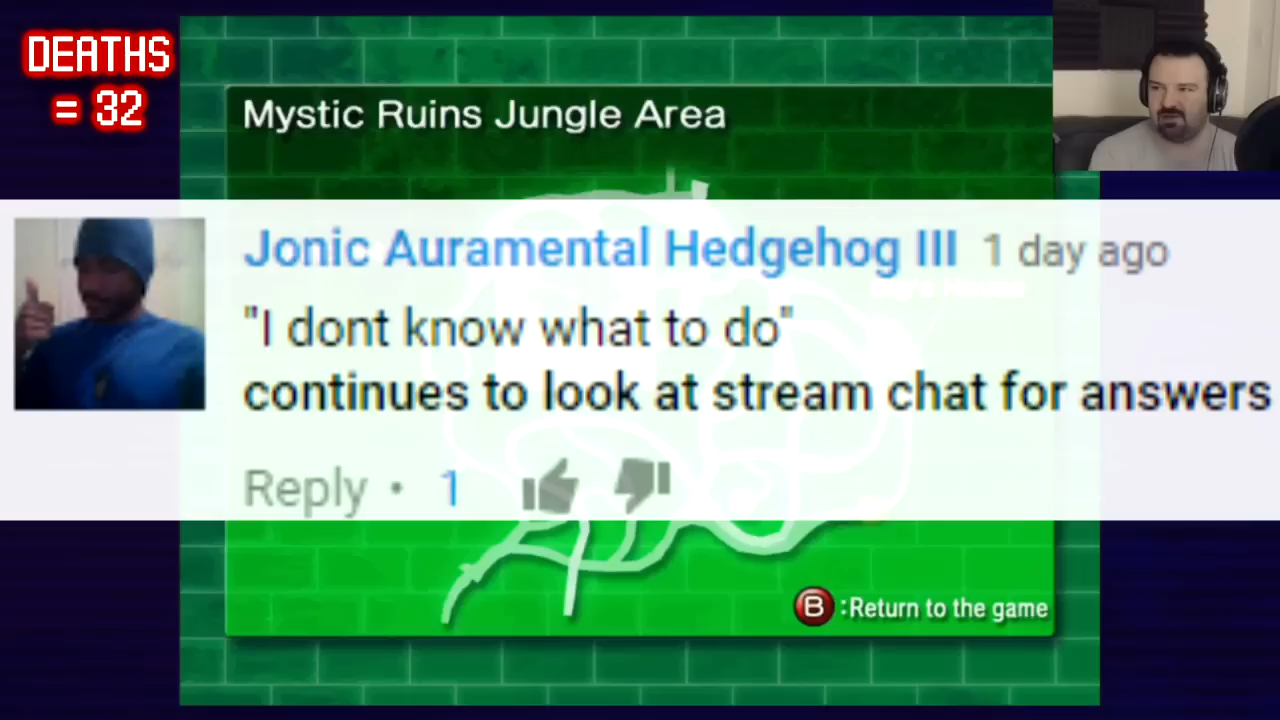 DEATHS
= 32
Mystic Ruins Jungle Area
Jonic Auramental Hedgehog III 1 day ago
"I dont know what to do"
continues to look at stream chat for answers
Reply • 1
B :Return to the game